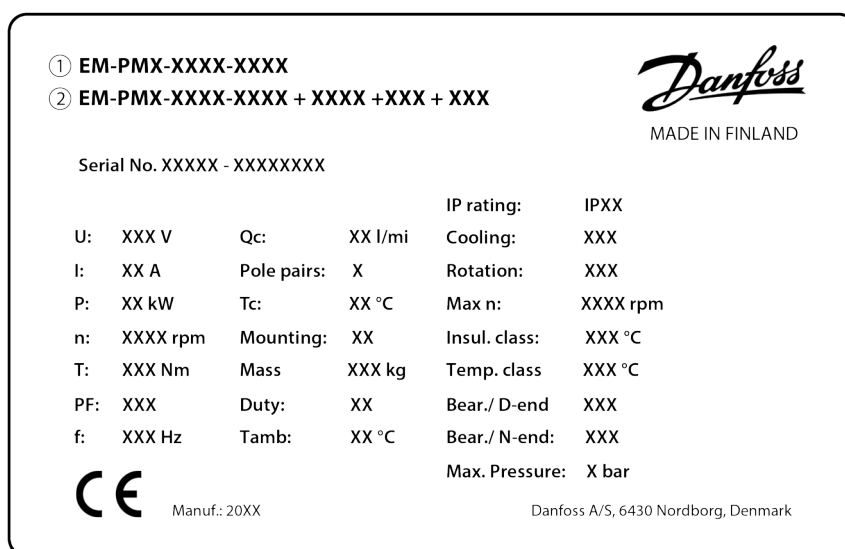 ① EM-PMX-XXXX-XXXX
② EM-PMX-XXXX-XXXX + XXXX +XXX + XXX
Danfoss
MADE IN FINLAND
Serial No. XXXXX - XXXXXXXX
IP rating: IPXX
U: XXX V Qc: XX l/mi Cooling: XXX
I: XX A Pole pairs: X Rotation: XXX
P: XX kW Tc: XX °C Max n: XXXX rpm
n: XXXX rpm Mounting: XX Insul. class: XXX °C
T: XXX Nm Mass XXX kg Temp. class XXX °C
PF: XXX Duty: XX Bear./ D-end XXX
f: XXX Hz Tamb: XX °C Bear./ N-end: XXX
Max. Pressure: X bar
CE Manuf.: 20XX Danfoss A/S, 6430 Nordborg, Denmark